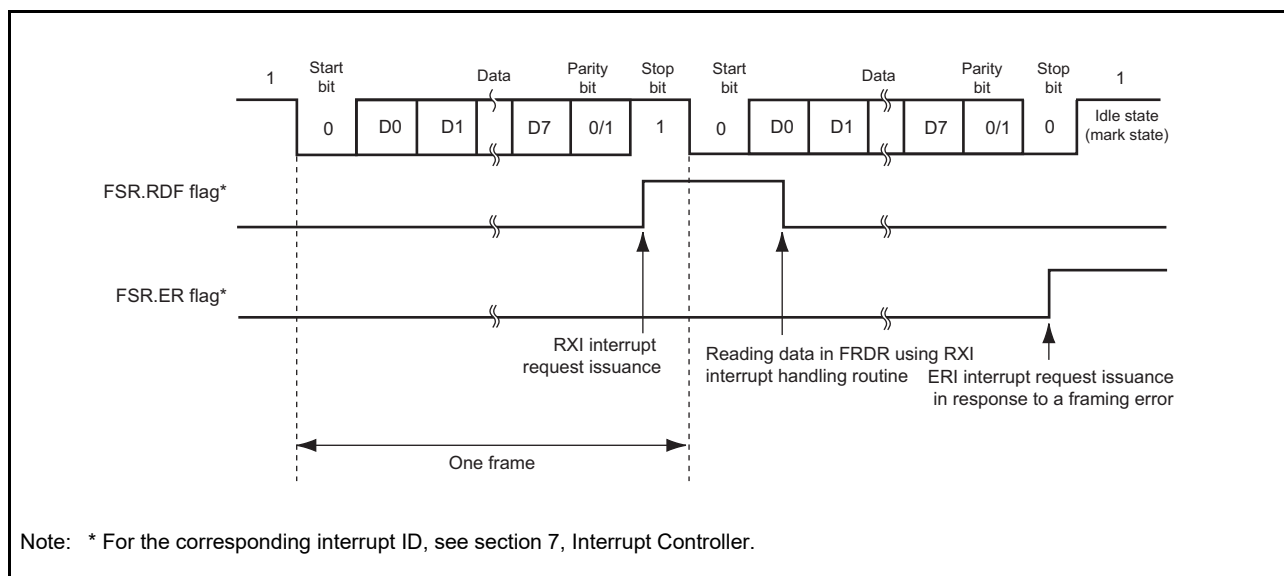 1 Start bit Data Parity bit Stop bit Start bit Data Parity bit Stop bit 1
0 D0 D1 D7 0/1 1 0 D0 D1 D7 0/1 0 Idle state (mark state)
FSR.RDF flag*
FSR.ER flag*
RXI interrupt
request issuance
Reading data in FRDR using RXI
interrupt handling routine
ERI interrupt request issuance
in response to a framing error
One frame
Note: * For the corresponding interrupt ID, see section 7, Interrupt Controller.